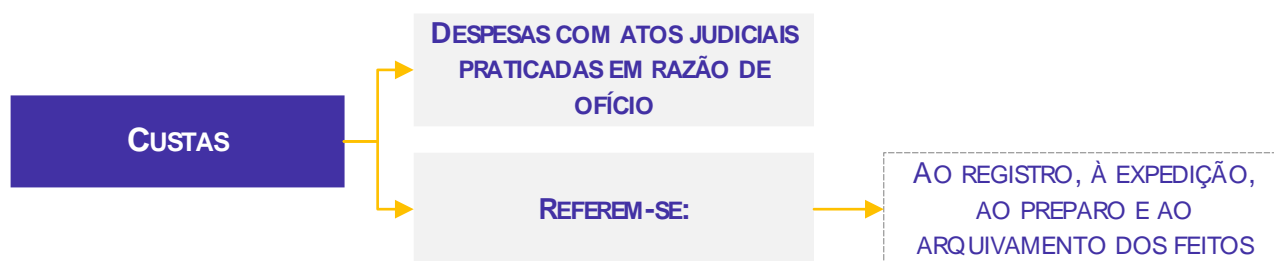 DESPESAS COM ATOS JUDICIAIS
PRATICADAS EM RAZÃO DE
OFÍCIO
CUSTAS
REFEREM-SE:
AO REGISTRO, À EXPEDIÇÃO,
AO PREPARO E AO
ARQUIVAMENTO DOS FEITOS